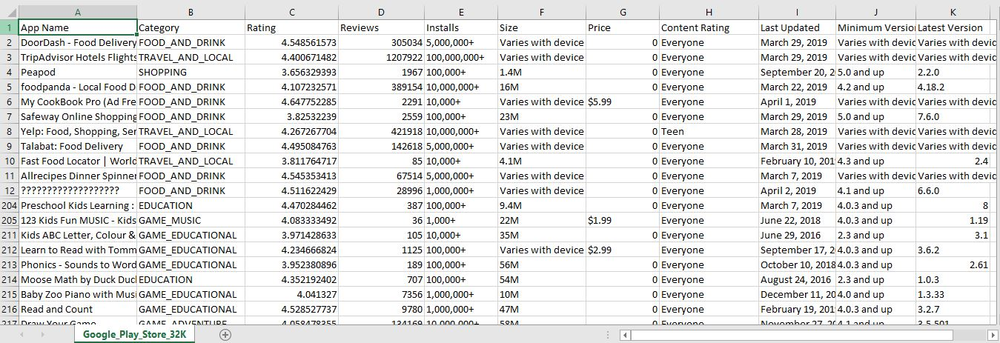 A B C D E F G H I J K
1 App Name Category Rating Reviews Installs Size Price Content Rating Last Updated Minimum Versio Latest Version
2 DoorDash - Food Delivery FOOD_AND_DRINK 4.548561573 305034 5,000,000+ Varies with device 0 Everyone March 29, 2019 Varies with devic Varies with devic
3 TripAdvisor Hotels Flights TRAVEL_AND_LOCAL 4.400671482 1207922 100,000,000+ Varies with device 0 Everyone March 29, 2019 Varies with devic Varies with devic
4 Peapod SHOPPING 3.656329393 1967 100,000+ 1.4M 0 Everyone September 20, 2 5.0 and up 2.2.0
5 foodpanda - Local Food D FOOD_AND_DRINK 4.107232571 389154 10,000,000+ 16M 0 Everyone March 22, 2019 4.2 and up 4.18.2
6 My CookBook Pro (Ad Fre FOOD_AND_DRINK 4.647752285 2291 10,000+ Varies with device $5.99 Everyone April 1, 2019 Varies with devic Varies with devic
7 Safeway Online Shopping FOOD_AND_DRINK 3.82532239 2559 100,000+ 23M 0 Everyone March 29, 2019 5.0 and up 7.6.0
8 Yelp: Food, Shopping, Ser TRAVEL_AND_LOCAL 4.267267704 421918 10,000,000+ Varies with device 0 Teen March 28, 2019 Varies with devic Varies with devic
9 Talabat: Food Delivery FOOD_AND_DRINK 4.495084763 142618 5,000,000+ Varies with device 0 Everyone March 31, 2019 Varies with devic Varies with devic
10 Fast Food Locator | World TRAVEL_AND_LOCAL 3.811764717 85 10,000+ 4.1M 0 Everyone February 10, 201 4.3 and up 2.4
11 Allrecipes Dinner Spinner FOOD_AND_DRINK 4.545353413 67514 5,000,000+ Varies with device 0 Everyone March 7, 2019 Varies with devic Varies with devic
12 ??????????????????? FOOD_AND_DRINK 4.511622429 28996 1,000,000+ Varies with device 0 Everyone April 2, 2019 4.1 and up 6.6.0
204 Preschool Kids Learning : EDUCATION 4.470284462 387 100,000+ 9.4M 0 Everyone March 7, 2019 4.0.3 and up 8
205 123 Kids Fun MUSIC - Kids GAME_MUSIC 4.083333492 36 1,000+ 22M $1.99 Everyone June 22, 2018 4.0.3 and up 1.19
211 Kids ABC Letter, Colour & GAME_EDUCATIONAL 3.971428633 105 10,000+ 35M 0 Everyone June 29, 2016 2.3 and up 3.1
212 Learn to Read with Tomm GAME_EDUCATIONAL 4.234666824 1125 100,000+ Varies with device $2.99 Everyone September 17, 2 4.0.3 and up 3.6.2
213 Phonics - Sounds to Word GAME_EDUCATIONAL 3.952380896 189 100,000+ 56M 0 Everyone October 10, 2018 4.0.3 and up 2.61
214 Moose Math by Duck Duck EDUCATION 4.352192402 707 100,000+ 54M 0 Everyone August 24, 2016 2.3 and up 1.0.3
215 Baby Zoo Piano with Musi GAME_EDUCATIONAL 4.041327 7356 1,000,000+ 10M 0 Everyone December 11, 20 4.0 and up 1.3.33
216 Read and Count GAME_EDUCATIONAL 4.528527737 9780 1,000,000+ 47M 0 Everyone February 19, 201 4.0.3 and up 3.2.7
217 Draw Your Game GAME_ADVENTURE 4.058478355 134169 10,000,000+ 58M 0 Everyone November 27, 20 4.1 and up 3.5.501
Google_Play_Store_32K